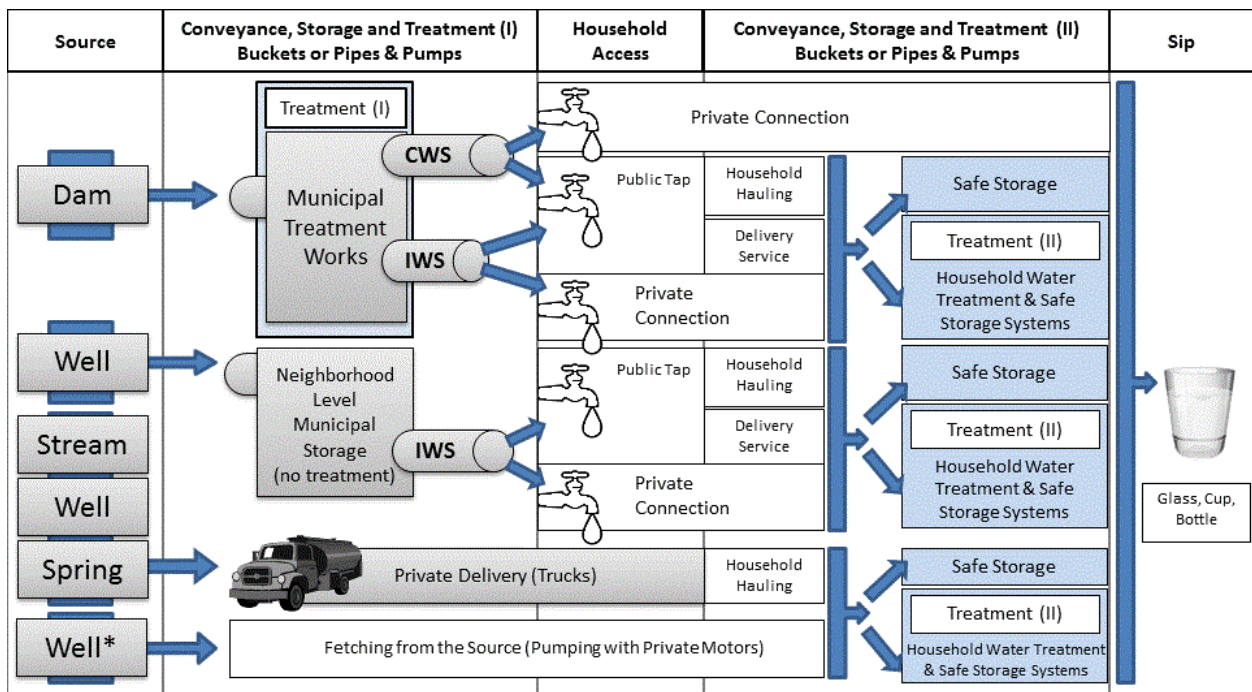 Source
Conveyance, Storage and Treatment (I)
Buckets or Pipes & Pumps
Household
Access
Conveyance, Storage and Treatment (II)
Buckets or Pipes & Pumps
Sip
Dam
Treatment (I)
Municipal
Treatment
Works
CWS
IWS
Private Connection
Public Tap
Household
Hauling
Delivery
Service
Private
Connection
Safe Storage
Treatment (II)
Household Water
Treatment & Safe
Storage Systems
Well
Neighborhood
Level
Municipal
Storage
(no treatment)
IWS
Public Tap
Household
Hauling
Delivery
Service
Private
Connection
Safe Storage
Treatment (II)
Household Water
Treatment & Safe
Storage Systems
Glass, Cup,
Bottle
Stream
Well
Spring
Private Delivery (Trucks)
Household
Hauling
Safe Storage
Treatment (II)
Household Water Treatment
& Safe Storage Systems
Well*
Fetching from the Source (Pumping with Private Motors)